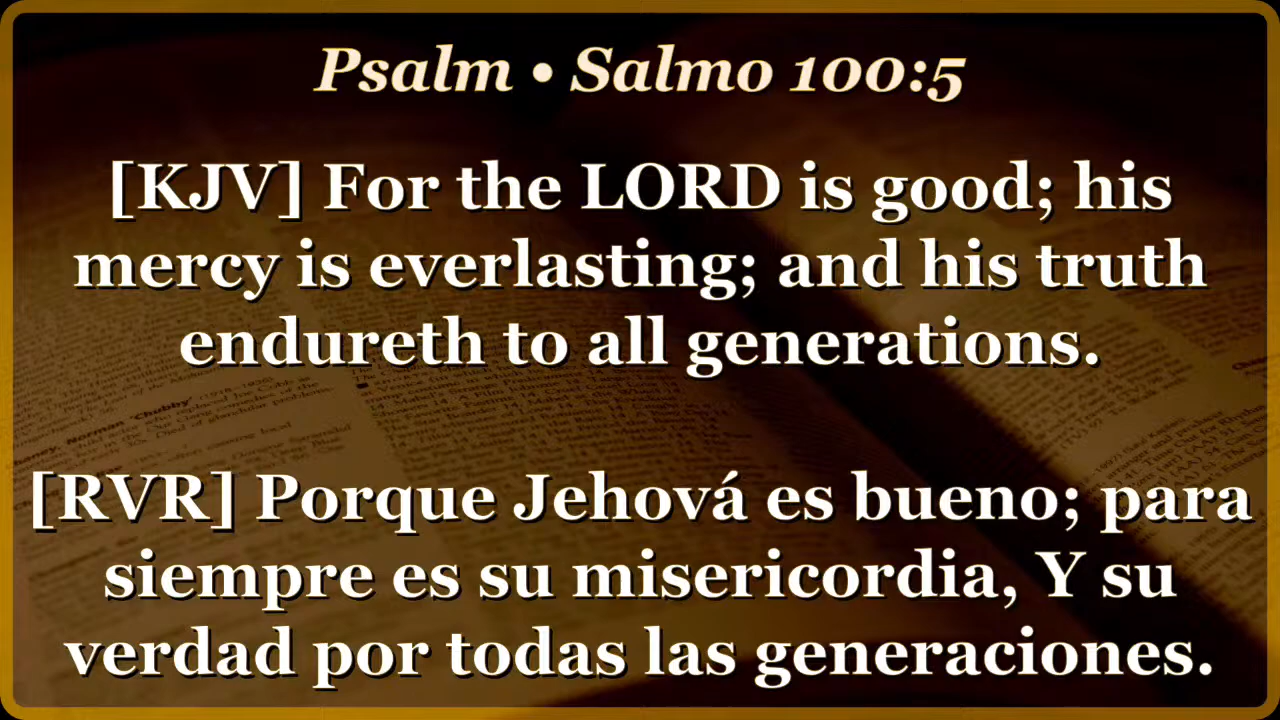 Psalm • Salmo 100:5
[KJV] For the LORD is good; his
mercy is everlasting; and his truth
endureth to all generations.
[RVR] Porque Jehová es bueno; para
siempre es su misericordia, Y su
verdad por todas las generaciones.